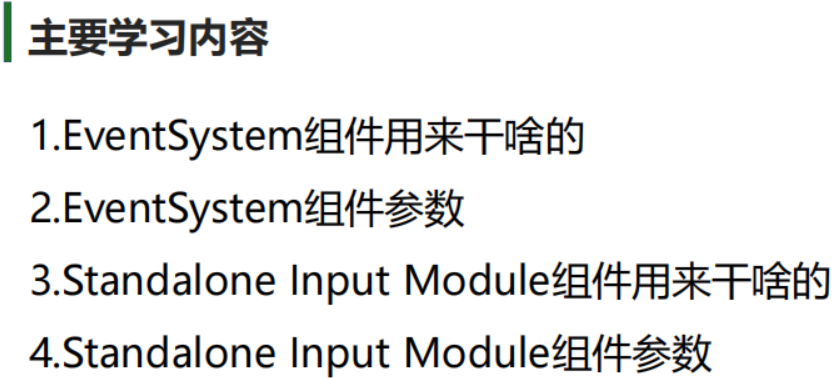 主要学习内容
1.EventSystem组件用来干啥的
2.EventSystem组件参数
3.Standalone Input Module组件用来干啥的
4.Standalone Input Module组件参数